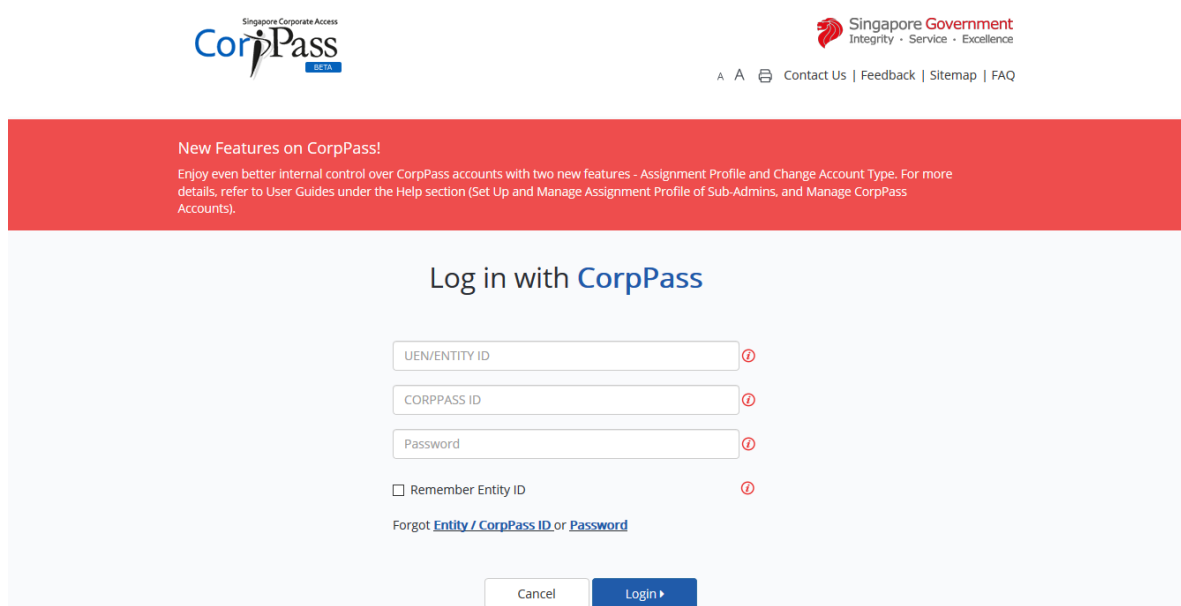 Singapore Corporate Access
CorpPass
BETA
Singapore Government
Integrity · Service · Excellence
A A Contact Us | Feedback | Sitemap | FAQ
New Features on CorpPass!
Enjoy even better internal control over CorpPass accounts with two new features - Assignment Profile and Change Account Type. For more
details, refer to User Guides under the Help section (Set Up and Manage Assignment Profile of Sub-Admins, and Manage CorpPass
Accounts).
Log in with CorpPass
UEN/ENTITY ID
CORPPASS ID
Password
Remember Entity ID
Forgot Entity / CorpPass ID or Password
Cancel
Login